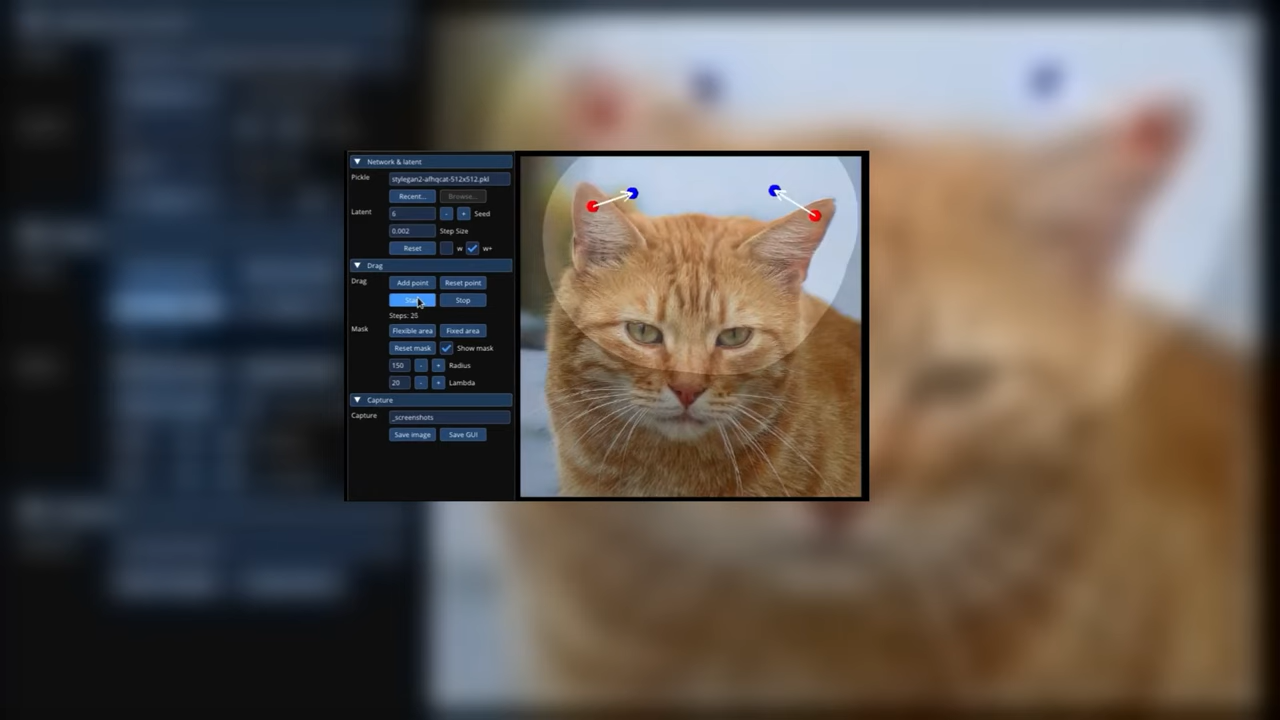 Network & latent
Pickle stylegan2-afhqcat-512x512.pkl
Recent... Browse...
Latent 6 - + Seed
0.002 Step Size
Reset w w+
Drag
Drag Add point Reset point
Start Stop
Steps: 25
Mask Flexible area Fixed area
Reset mask Show mask
150 - + Radius
20 - + Lambda
Capture
Capture _screenshots
Save image Save GUI